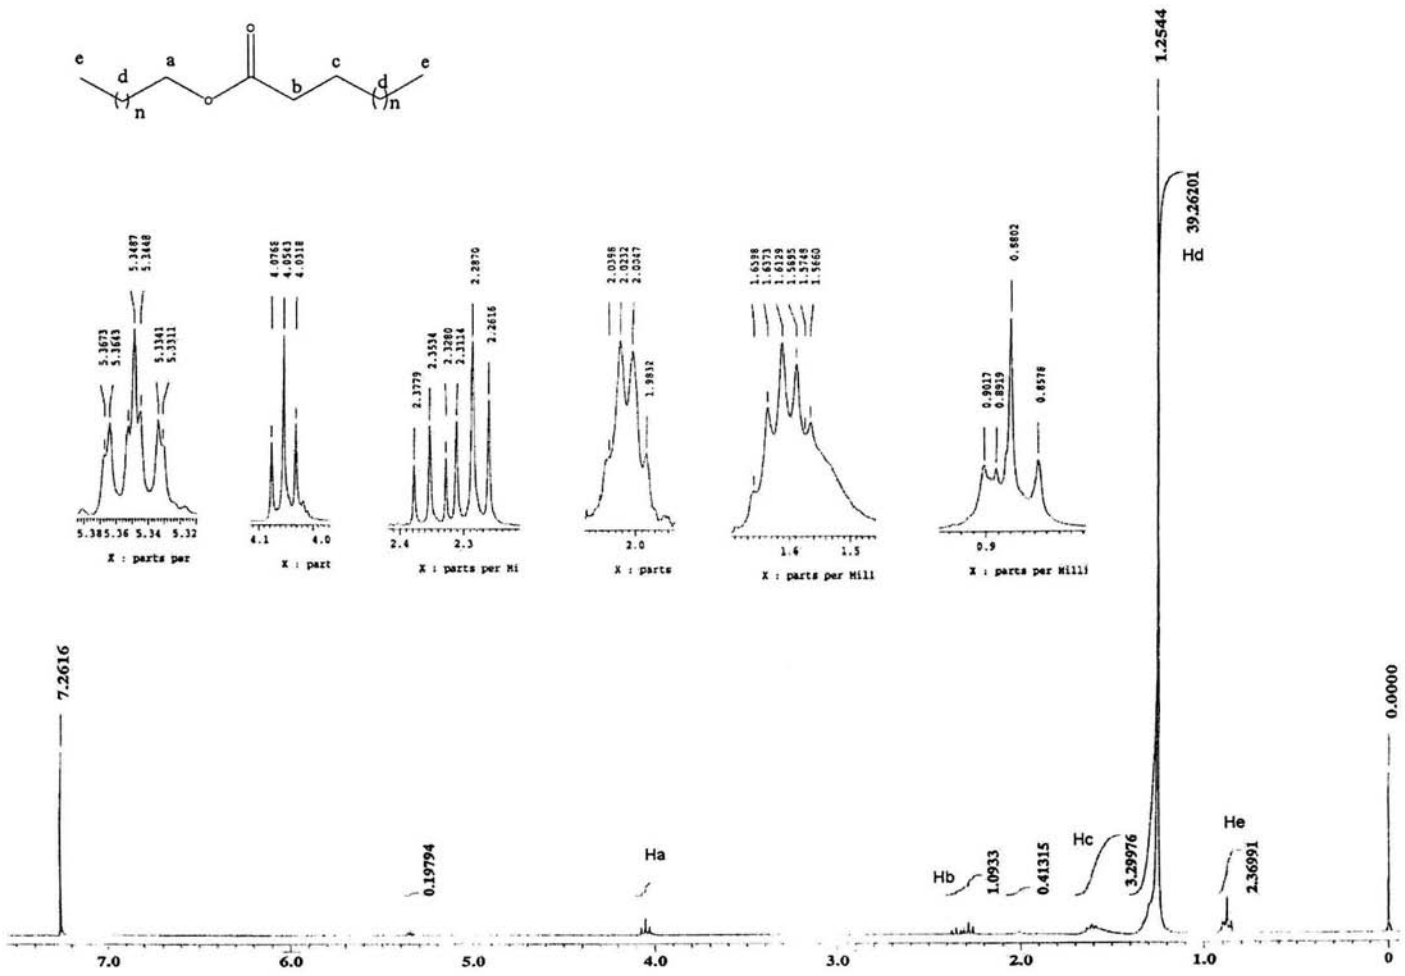 o
e
d
a
c
e
b
d
n
o
n
1.2544
39.26201
Hd
5.3673
5.3643
5.3487
5.3448
5.3341
5.3311
4.0768
4.0543
4.0318
2.3779
2.3534
2.3280
2.3114
2.2870
2.2616
2.0398
2.0232
2.0047
1.9832
1.6598
1.6373
1.6129
1.5695
1.5749
1.5660
0.9017
0.8919
0.8802
0.8578
5.38 5.36 5.34 5.32
4.1 4.0
2.4 2.3
2.0
1.6 1.5
0.9
X : parts per
X : part
X : parts per Mi
X : parts
X : parts per Mill
X : parts per Milli
7.2616
0.0000
0.19794
Ha
Hb
1.0933
0.41315
Hc
3.29976
He
2.36991
7.0 6.0 5.0 4.0 3.0 2.0 1.0 0